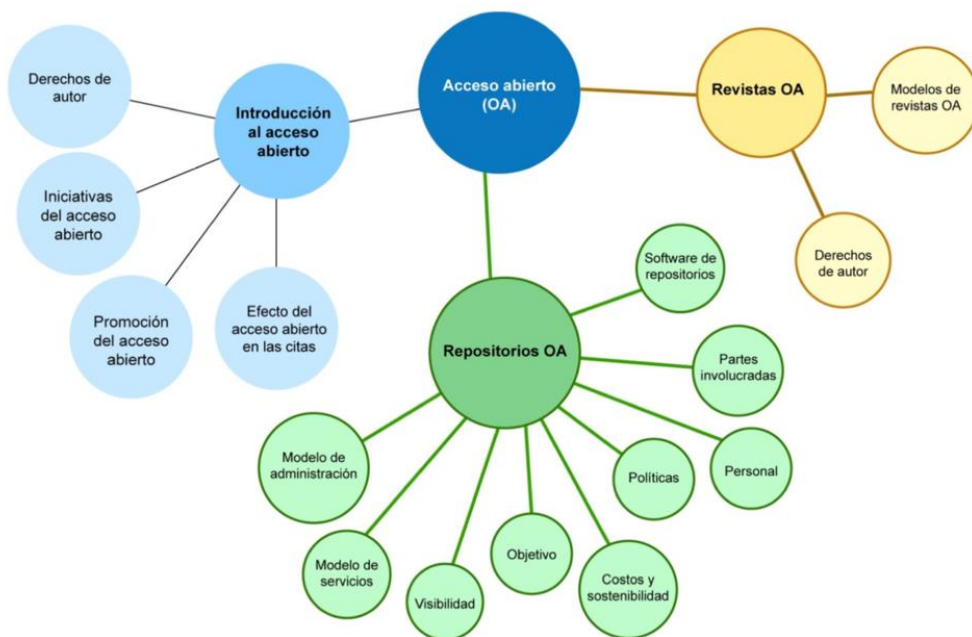 Acceso abierto
(OA)
Introducción
al acceso
abierto
Derechos de
autor
Iniciativas
del acceso
abierto
Promoción
del acceso
abierto
Efecto del
acceso abierto
en las citas
Revistas OA
Modelos de
revistas OA
Derechos
de autor
Repositorios OA
Software de
repositorios
Partes
involucradas
Personal
Políticas
Costos y
sostenibilidad
Objetivo
Visibilidad
Modelo de
servicios
Modelo de
administración